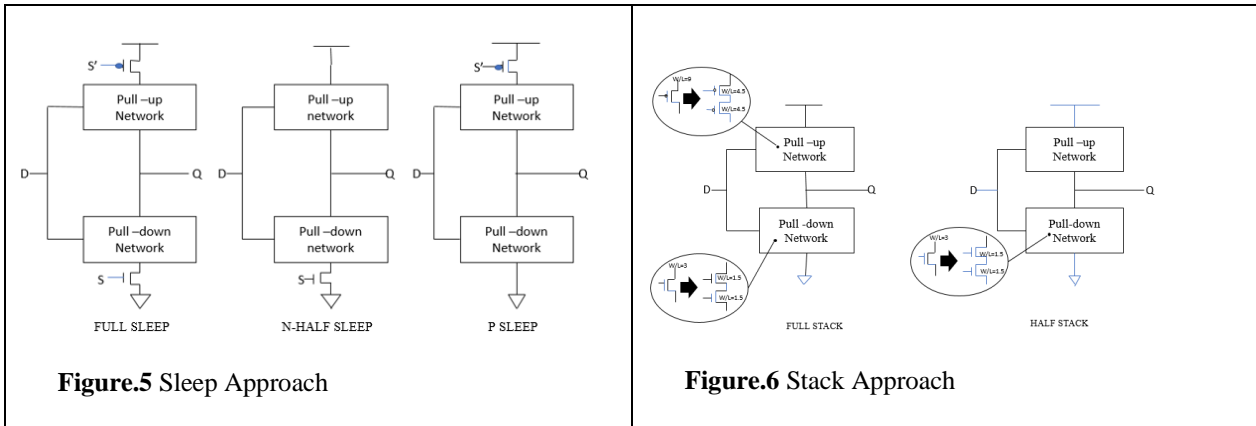 S'
Pull –up
Network
D
Q
Pull –down
Network
S
FULL SLEEP
Pull –up
network
D
Q
Pull –down
network
S
N-HALF SLEEP
S'
Pull –up
Network
D
Q
Pull –down
Network
P SLEEP
Figure.5 Sleep Approach
W/L=9
W/L=4.5
W/L=4.5
Pull –up
Network
D
Q
Pull -down
Network
W/L=3
W/L=1.5
W/L=1.5
FULL STACK
Pull –up
Network
D
Q
Pull-down
Network
W/L=3
W/L=1.5
W/L=1.5
HALF STACK
Figure.6 Stack Approach